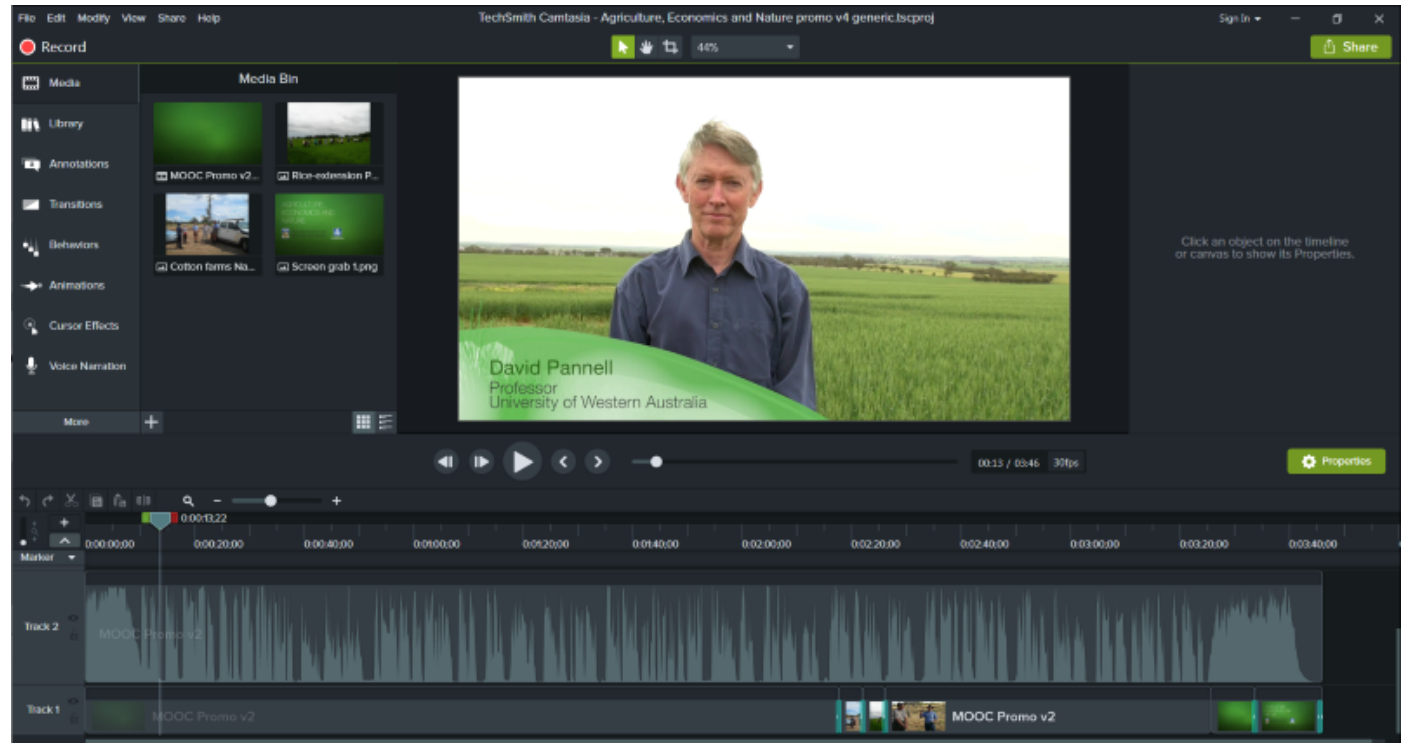 File Edit Modify View Share Help
TechSmith Camtasia - Agriculture, Economics and Nature promo v4 generic.tscproj
Sign In
Record
44%
Share
Media
Library
Annotations
Transitions
Behaviors
Animations
Cursor Effects
Voice Narration
More
Media Bin
MOOC Promo v2...
Rice-extension P...
AGRICULTURE,
ECONOMICS AND
NATURE
Cotton farms Na...
Screen grab 1.png
David Pannell
Professor
University of Western Australia
Click an object on the timeline
or canvas to show its Properties.
00:13 / 03:46 30fps
Properties
0:00:13;22
0:00:00;00 0:00:20;00 0:00:40;00 0:01:00;00 0:01:20;00 0:01:40;00 0:02:00;00 0:02:20;00 0:02:40;00 0:03:00;00 0:03:20;00 0:03:40;00
Marker
Track 2
MOOC Promo v2
Track 1
MOOC Promo v2
MOOC Promo v2